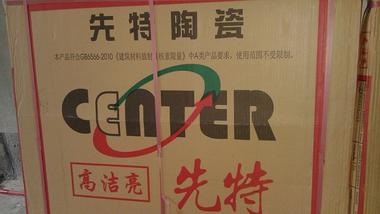 先特陶瓷
本产品符合GB6566-2010《建筑材料放射性核素限量》中A类产品要求,使用范围不受限制。
CENTER
高洁亮
先特